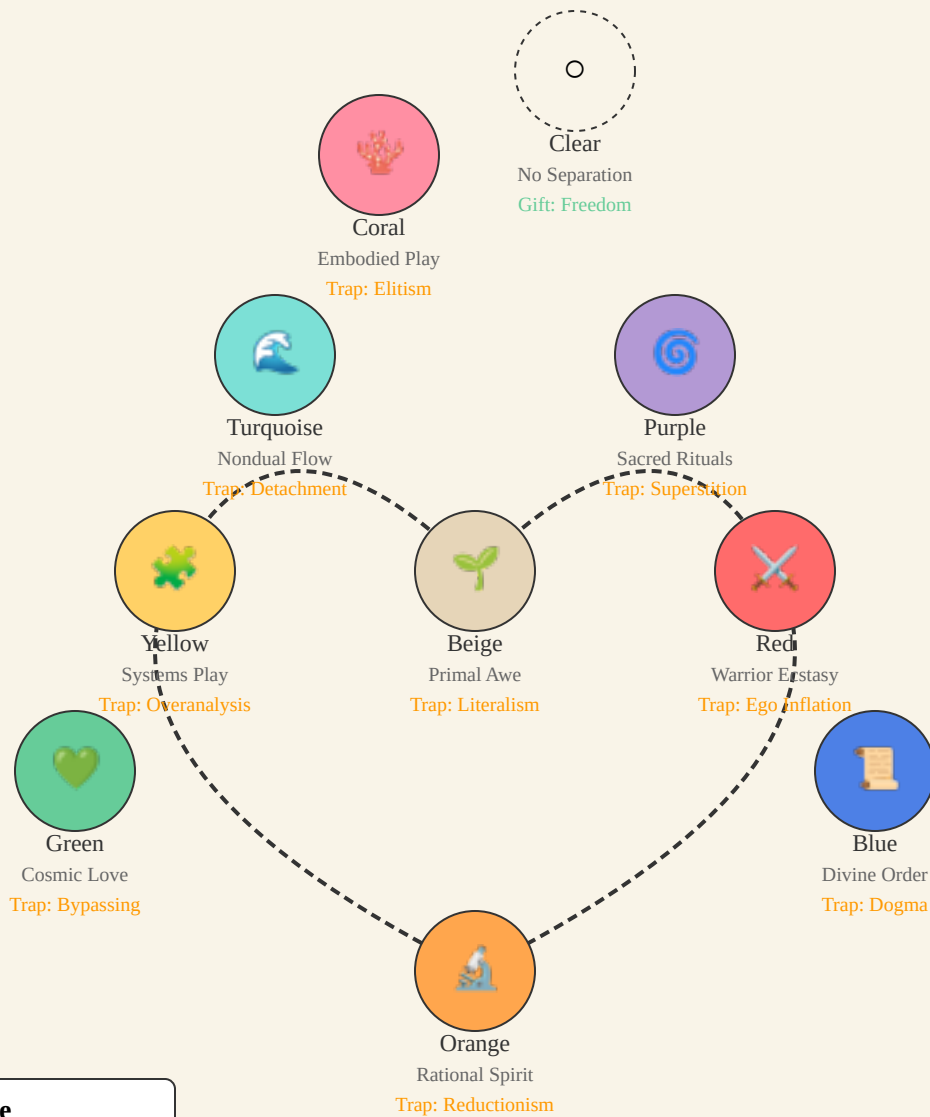 Clear
No Separation
Gift: Freedom
Coral
Embodied Play
Trap: Elitism
Turquoise
Nondual Flow
Trap: Detachment
Purple
Sacred Rituals
Trap: Superstition
Yellow
Systems Play
Trap: Overanalysis
Beige
Primal Awe
Trap: Literalism
Red
Warrior Ecstasy
Trap: Ego Inflation
Green
Cosmic Love
Trap: Bypassing
Blue
Divine Order
Trap: Dogma
Orange
Rational Spirit
Trap: Reductionism